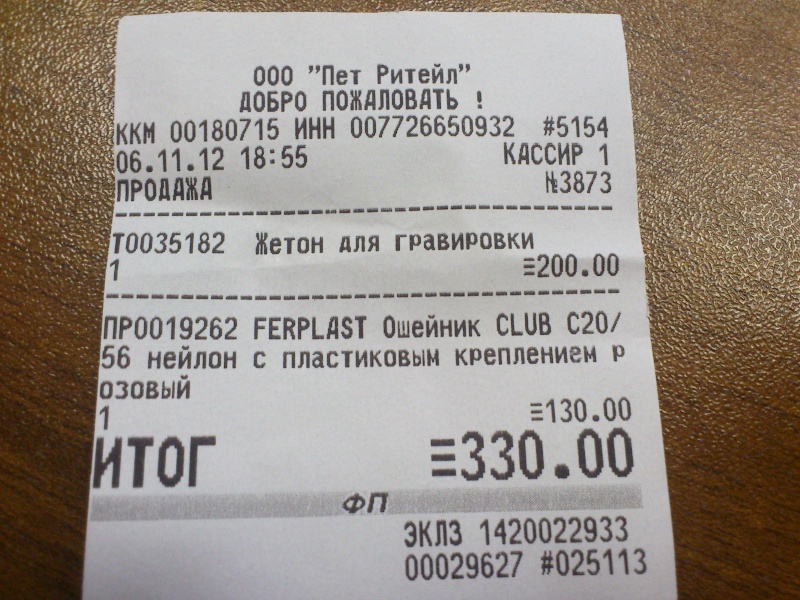 ООО "Пет Ритейл"
ДОБРО ПОЖАЛОВАТЬ !
ККМ 00180715 ИНН 007726650932 #5154
06.11.12 18:55 КАССИР 1
ПРОДАЖА №3873
Т0035182 Жетон для гравировки
1 ≡200.00
ПР0019262 FERPLAST Ошейник CLUB C20/
56 нейлон с пластиковым креплением р
озовый
1 ≡130.00
ИТОГ ≡330.00
ФП
ЭКЛЗ 1420022933
00029627 #025113